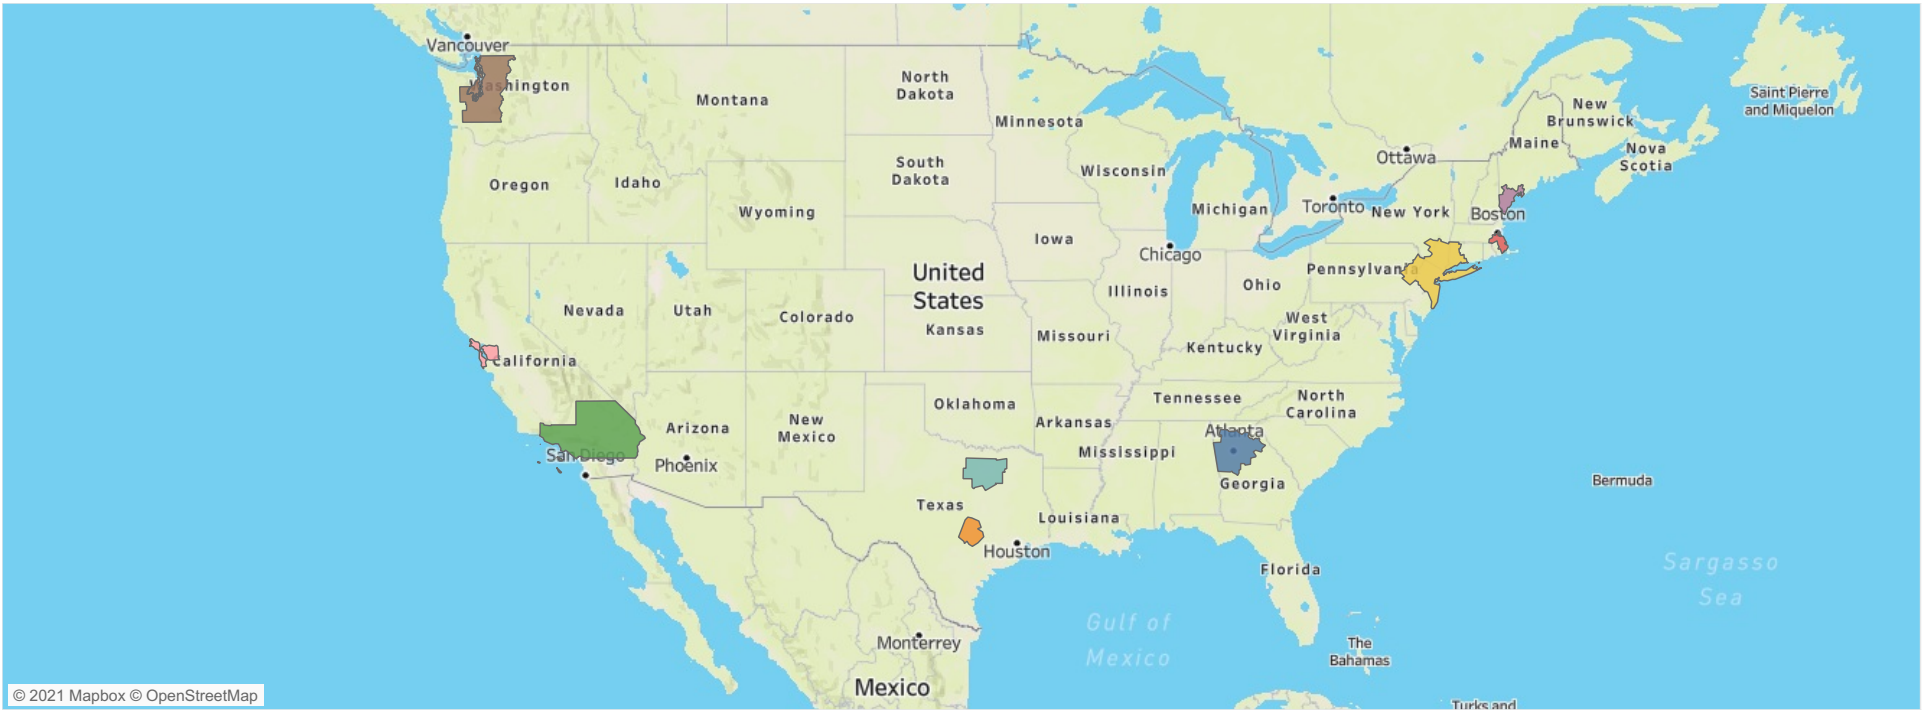 Vancouver
Washington
Montana
North
Dakota
Minnesota
Saint Pierre
and Miquelon
New
Brunswick
Maine
Nova
Scotia
Ottawa
Oregon
Idaho
South
Dakota
Wisconsin
Wyoming
Michigan
Toronto
New York
Boston
Iowa
Chicago
United
States
Pennsylvania
Nevada
Utah
Colorado
Kansas
Illinois
Ohio
Missouri
West
Virginia
Kentucky
California
Arizona
New
Mexico
Oklahoma
Arkansas
Tennessee
North
Carolina
San Diego
Phoenix
Mississippi
Atlanta
Georgia
Bermuda
Texas
Louisiana
Houston
Florida
Sargasso
Sea
Gulf of
Mexico
Monterrey
The
Bahamas
Mexico
© 2021 Mapbox © OpenStreetMap
Turks and